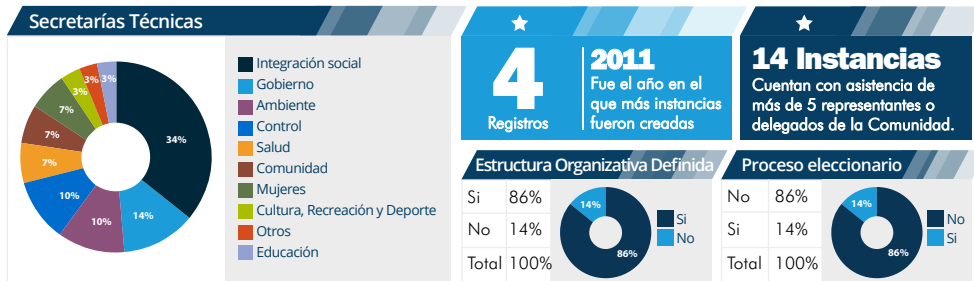 Secretarías Técnicas
34%
14%
10%
10%
7%
7%
7%
3%
3%
3%
Integración social
Gobierno
Ambiente
Control
Salud
Comunidad
Mujeres
Cultura, Recreación y Deporte
Otros
Educación
4
Registros
2011
Fue el año en el
que más instancias
fueron creadas
14 Instancias
Cuentan con asistencia de
más de 5 representantes o
delegados de la Comunidad.
Estructura Organizativa Definida
Si 86%
No 14%
Total 100%
14%
86%
Si
No
Proceso eleccionario
No 86%
Si 14%
Total 100%
14%
86%
No
Si